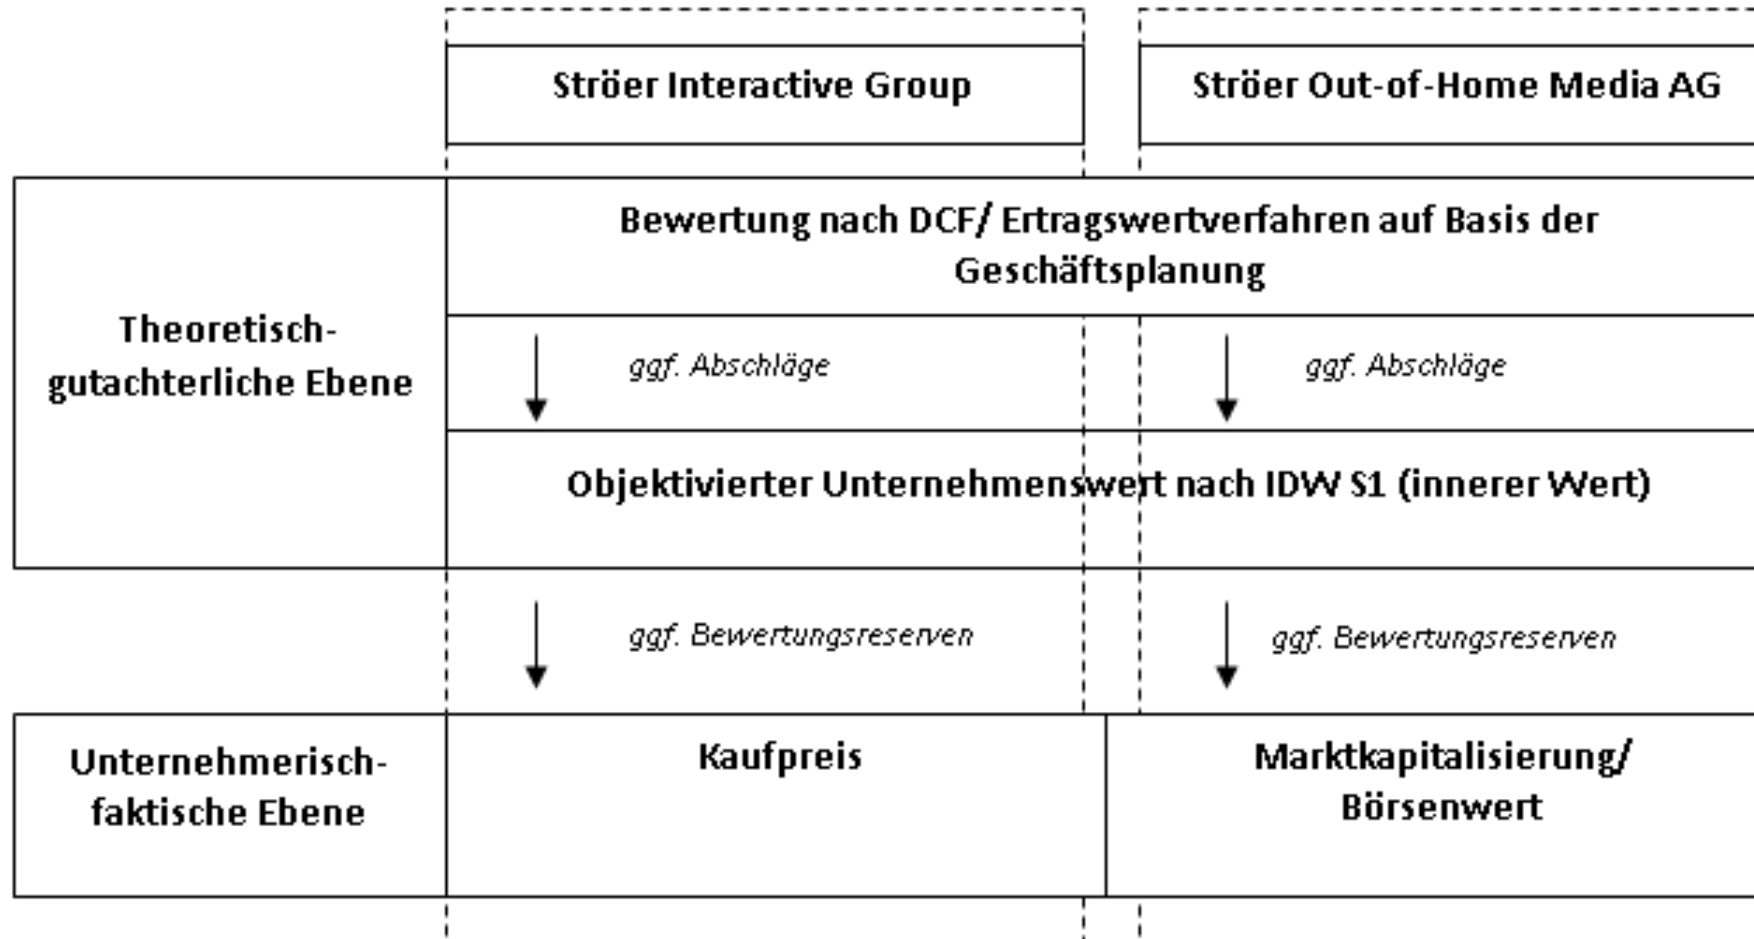 Ströer Interactive Group
Ströer Out-of-Home Media AG
Bewertung nach DCF/ Ertragswertverfahren auf Basis der
Geschäftsplanung
Theoretisch-
gutachterliche Ebene
ggf. Abschläge
ggf. Abschläge
Objektivierter Unternehmenswert nach IDW S1 (innerer Wert)
ggf. Bewertungsreserven
ggf. Bewertungsreserven
Unternehmerisch-
faktische Ebene
Kaufpreis
Marktkapitalisierung/
Börsenwert